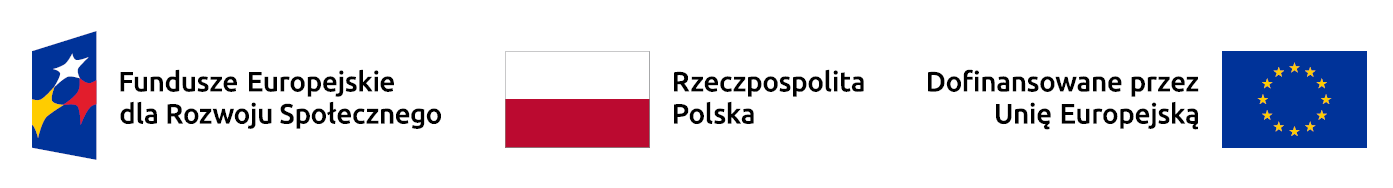 Fundusze Europejskie
dla Rozwoju Społecznego
Rzeczpospolita
Polska
Dofinansowane przez
Unię Europejską